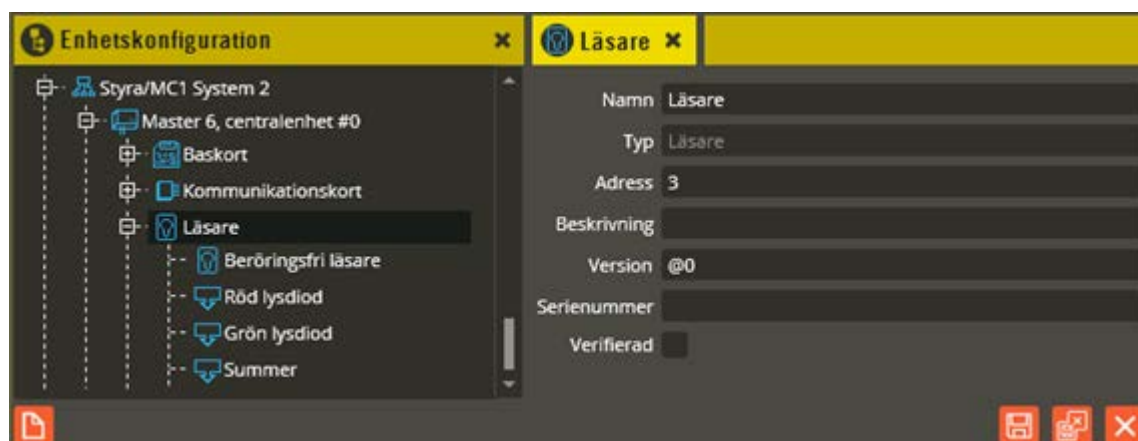 Enhetskonfiguration
Styra/MC1 System 2
Master 6, centralenhet #0
Baskort
Kommunikationskort
Läsare
Beröringsfri läsare
Röd lysdiod
Grön lysdiod
Summer
Läsare
Namn Läsare
Typ Läsare
Adress 3
Beskrivning
Version @0
Serienummer
Verifierad